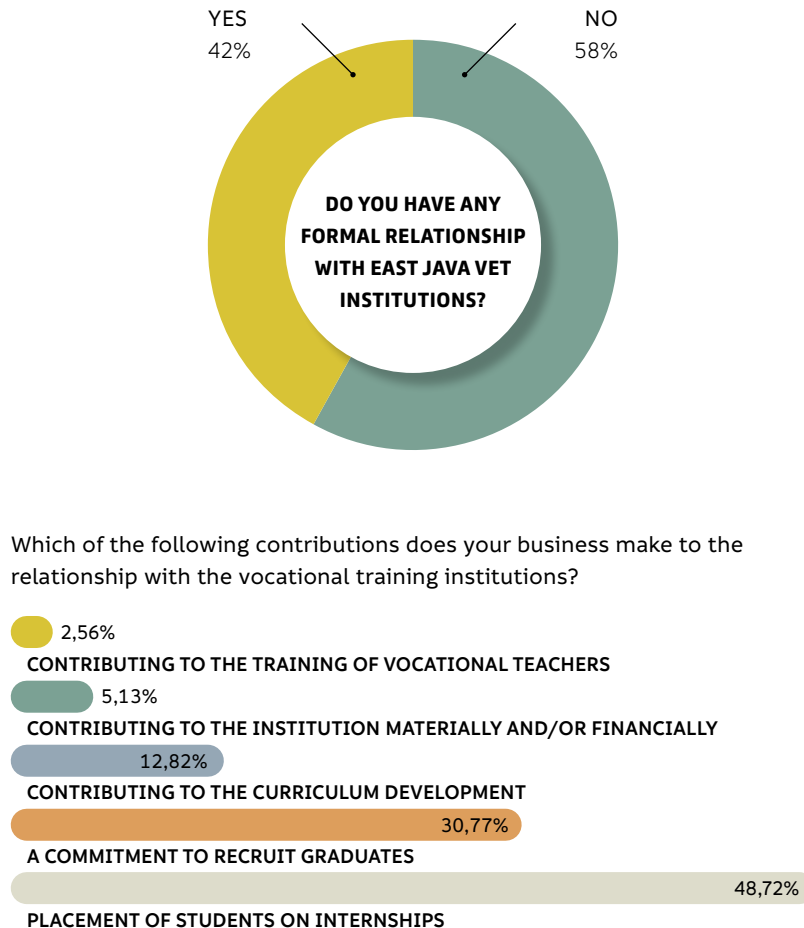 YES
42%
NO
58%
DO YOU HAVE ANY
FORMAL RELATIONSHIP
WITH EAST JAVA VET
INSTITUTIONS?
Which of the following contributions does your business make to the
relationship with the vocational training institutions?
2,56%
CONTRIBUTING TO THE TRAINING OF VOCATIONAL TEACHERS
5,13%
CONTRIBUTING TO THE INSTITUTION MATERIALLY AND/OR FINANCIALLY
12,82%
CONTRIBUTING TO THE CURRICULUM DEVELOPMENT
30,77%
A COMMITMENT TO RECRUIT GRADUATES
48,72%
PLACEMENT OF STUDENTS ON INTERNSHIPS